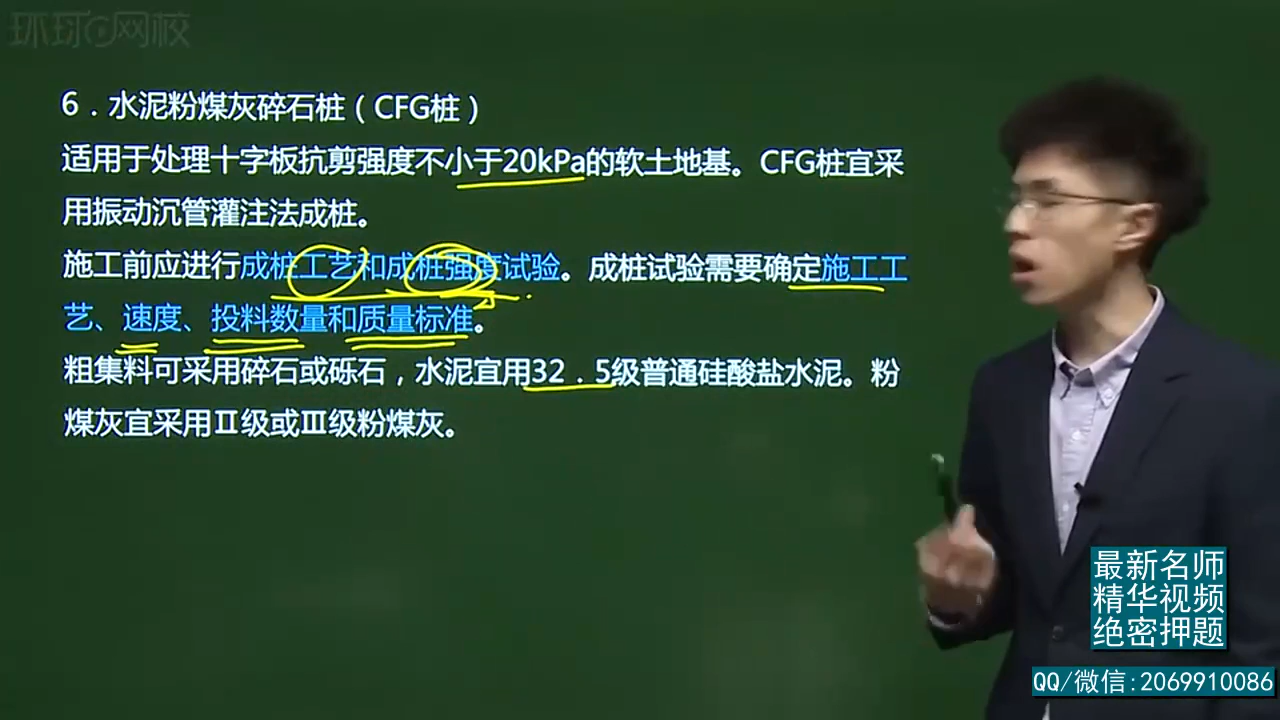 环球网校
6．水泥粉煤灰碎石桩（CFG桩）
适用于处理十字板抗剪强度不小于20kPa的软土地基。CFG桩宜采
用振动沉管灌注法成桩。
施工前应进行成桩工艺和成桩强度试验。成桩试验需要确定施工工
艺、速度、投料数量和质量标准。
粗集料可采用碎石或砾石，水泥宜用32．5级普通硅酸盐水泥。粉
煤灰宜采用Ⅱ级或Ⅲ级粉煤灰。
最新名师
精华视频
绝密押题
QQ/微信:2069910086